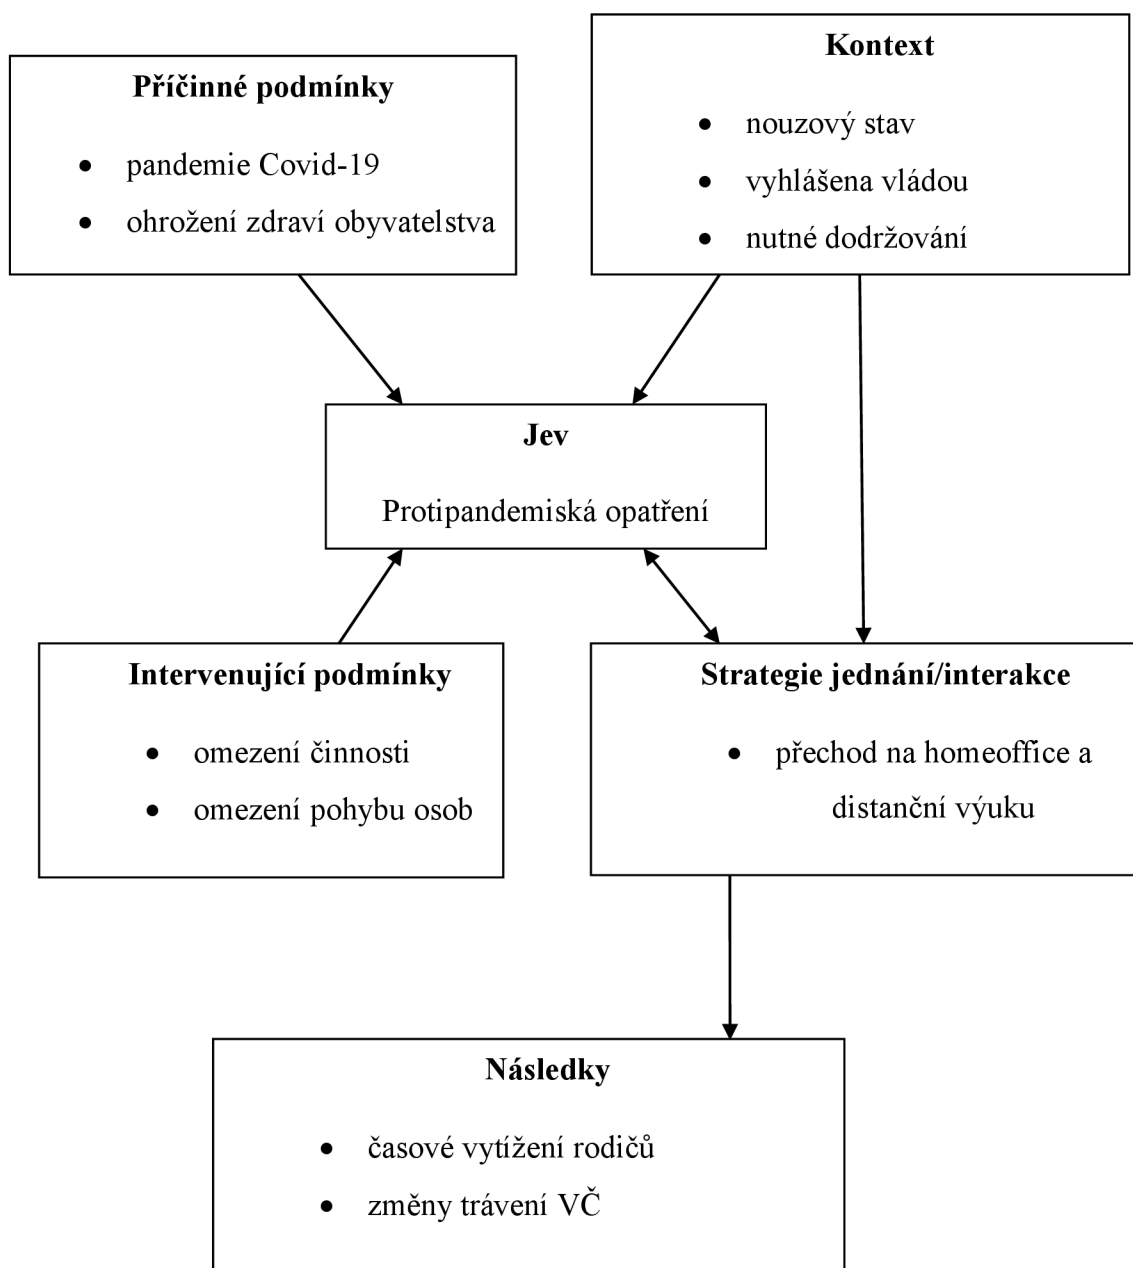 Příčinné podmínky
• pandemie Covid-19
• ohrožení zdraví obyvatelstva
Kontext
• nouzový stav
• vyhlášena vládou
• nutné dodržování
Jev
Protipandemiská opatření
Intervenující podmínky
• omezení činnosti
• omezení pohybu osob
Strategie jednání/interakce
• přechod na homeoffice a
distanční výuku
Následky
• časové vytížení rodičů
• změny trávení VČ